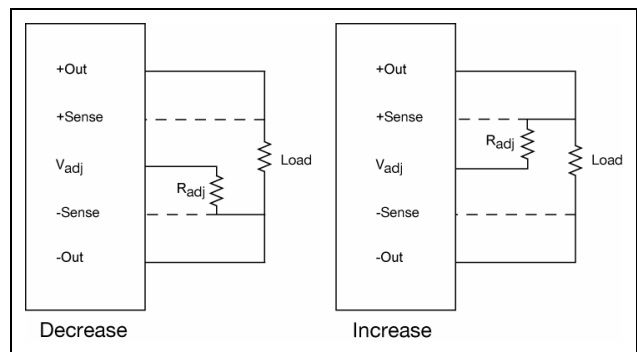 +Out
+Sense
Vadj
Radj
-Sense
-Out
Load
Decrease
+Out
+Sense
Radj
Vadj
-Sense
-Out
Load
Increase